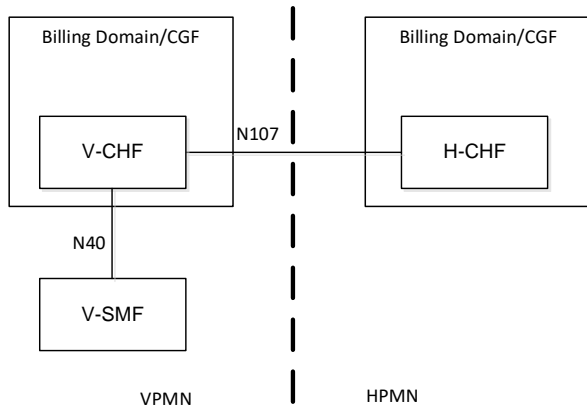 Billing Domain/CGF
Billing Domain/CGF
V-CHF
N107
H-CHF
N40
V-SMF
VPMN
HPMN